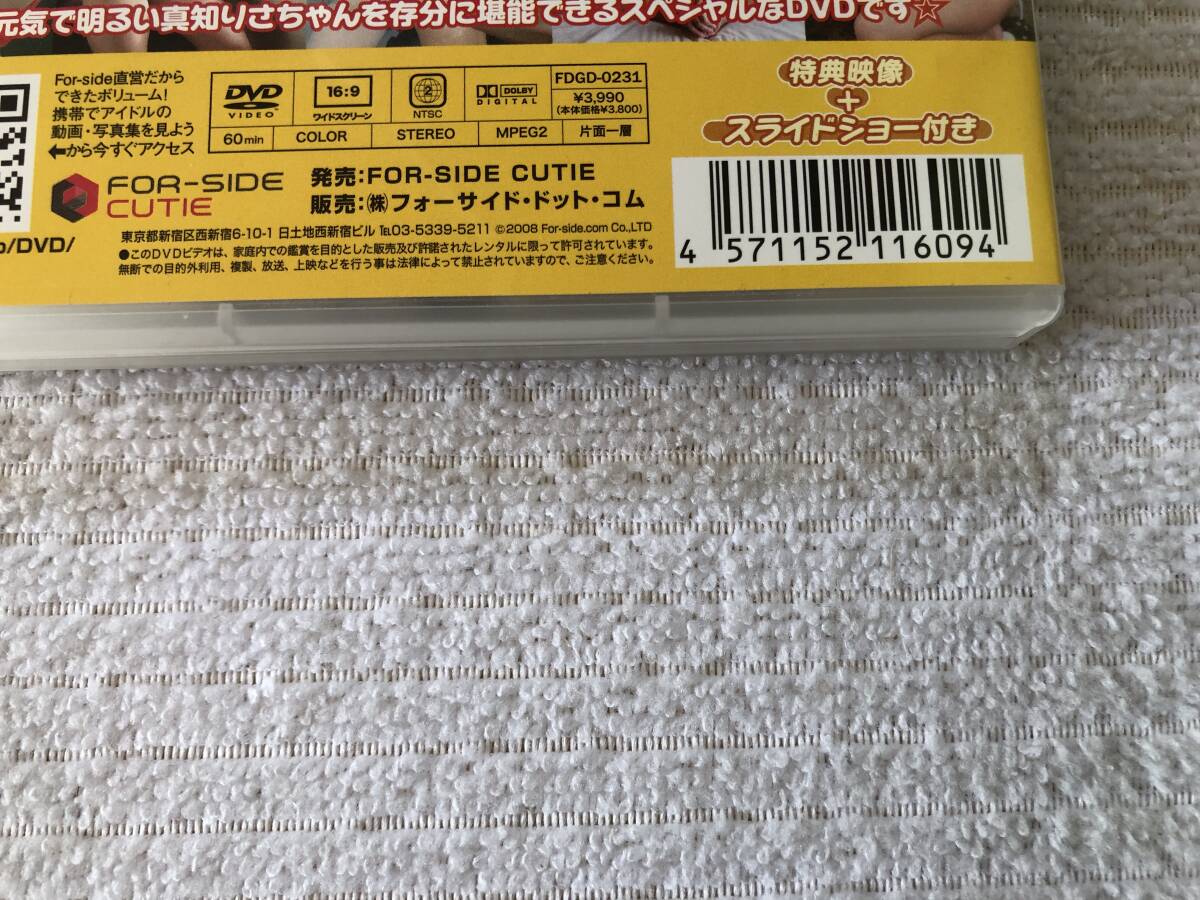 元気で明るい真知りさちゃんを存分に堪能できるスペシャルなDVDです☆
For-side直営だから
できたボリューム!
携帯でアイドルの
動画・写真集を見よう
←から今すぐアクセス
DVD VIDEO
16:9 ワイドスクリーン
2 NTSC
DOLBY DIGITAL
FDGD-0231
¥3,990
(本体価格¥3,800)
60min COLOR STEREO MPEG2 片面一層
特典映像
+
スライドショー付き
FOR-SIDE
CUTIE
発売:FOR-SIDE CUTIE
販売:㈱フォーサイド・ドット・コム
東京都新宿区西新宿6-10-1 日土地西新宿ビル ℡03-5339-5211 ©2008 For-side.com Co.,LTD
●このDVDビデオは、家庭内での鑑賞を目的とした販売及び許諾されたレンタルに限って許可されています。
無断での目的外利用、複製、放送、上映などを行う事は法律によって禁止されていますので、ご注意ください。
/DVD/
4 571152 116094